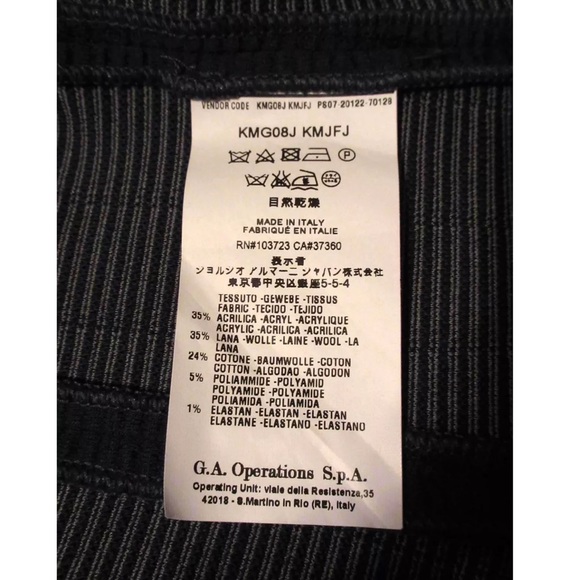 VENDOR CODE KMG08J KMJFJ PS07-20122-70129
KMG08J KMJFJ
P
自然乾燥
MADE IN ITALY
FABRIQUÉ EN ITALIE
RN#103723 CA#37360
表示者
ジョルジオ アルマーニ ジャパン株式会社
東京都中央区銀座5-5-4
TESSUTO -GEWEBE -TISSUS
FABRIC -TECIDO -TEJIDO
35% ACRILICA -ACRYL -ACRYLIQUE
ACRYLIC -ACRILICA -ACRILICA
35% LANA -WOLLE -LAINE -WOOL -LA
LANA
24% COTONE -BAUMWOLLE -COTON
COTTON -ALGODAO -ALGODON
5% POLIAMMIDE -POLYAMID
POLYAMIDE -POLYAMIDE
POLIAMIDA -POLIAMIDA
1% ELASTAN -ELASTAN -ELASTAN
ELASTANE -ELASTANO -ELASTANO
G.A. Operations S.p.A.
Operating Unit: viale della Resistenza,35
42018 - S.Martino in Rio (RE), Italy